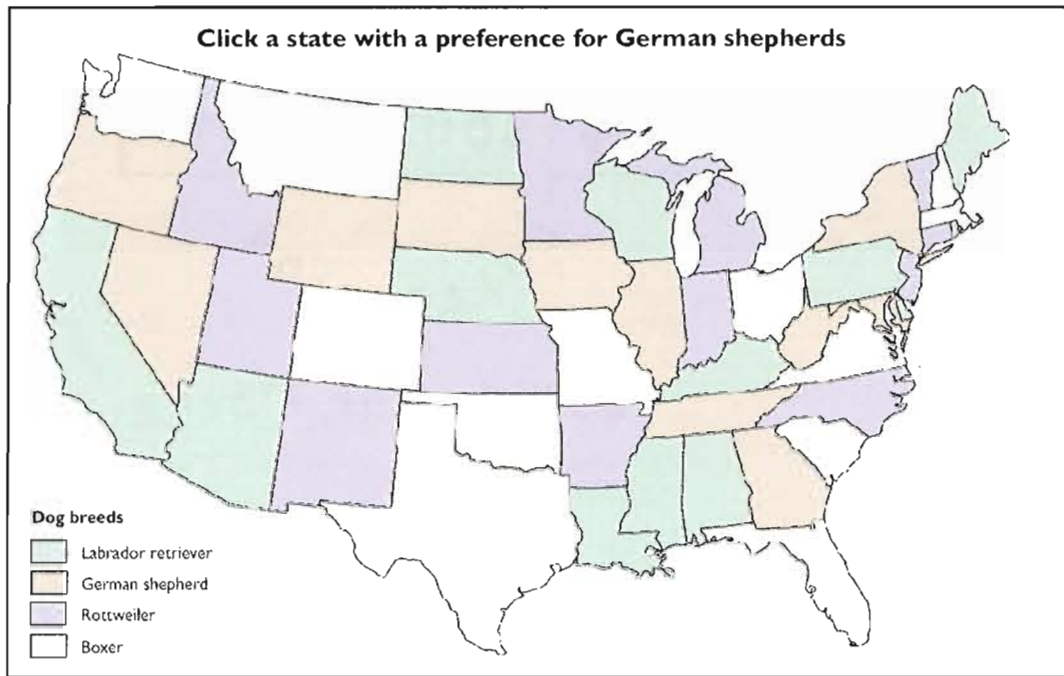 Click a state with a preference for German shepherds
Dog breeds
Labrador retriever
German shepherd
Rottweiler
Boxer